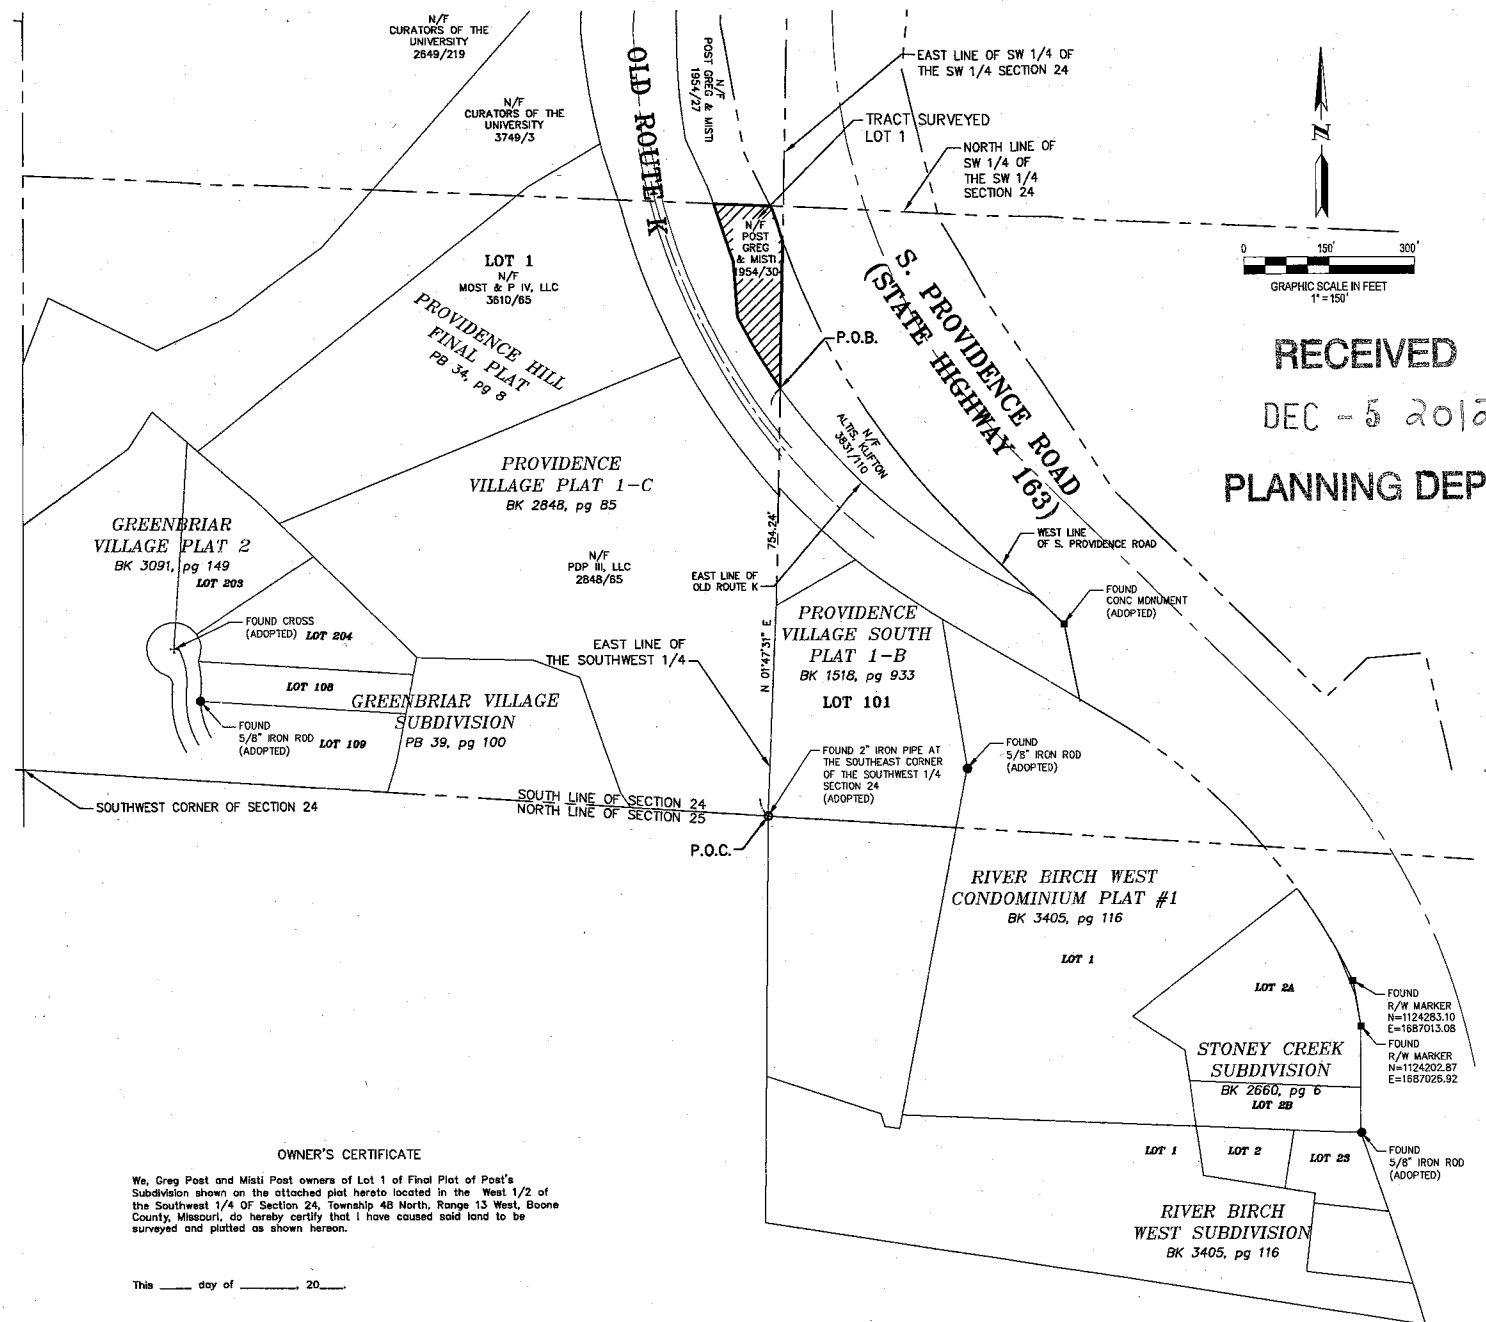 N/F
CURATORS OF THE
UNIVERSITY
2649/219
N/F
CURATORS OF THE
UNIVERSITY
3749/3
OLD ROUTE K
N/F
POST GREG & MISTI
1954/27
EAST LINE OF SW 1/4 OF
THE SW 1/4 SECTION 24
TRACT SURVEYED
LOT 1
NORTH LINE OF
SW 1/4 OF
THE SW 1/4
SECTION 24
N
0 150' 300'
GRAPHIC SCALE IN FEET
1" = 150'
RECEIVED
DEC - 5 2012
PLANNING DEP
N/F
POST
GREG
& MISTI
1954/30
LOT 1
N/F
MOST & P IV, LLC
3610/65
PROVIDENCE HILL
FINAL PLAT
PB 34, pg 8
S. PROVIDENCE ROAD
(STATE HIGHWAY 163)
P.O.B.
N/F
ALTIS, KLIFTON
3831/110
PROVIDENCE
VILLAGE PLAT 1-C
BK 2848, pg 85
N/F
PDP III, LLC
2848/65
GREENBRIAR
VILLAGE PLAT 2
BK 3091, pg 149
LOT 203
FOUND CROSS
(ADOPTED)
LOT 204
LOT 108
GREENBRIAR VILLAGE
SUBDIVISION
PB 39, pg 100
FOUND
5/8" IRON ROD
(ADOPTED)
LOT 109
754.24'
N 01°47'31" E
EAST LINE OF
OLD ROUTE K
WEST LINE
OF S. PROVIDENCE ROAD
FOUND
CONC MONUMENT
(ADOPTED)
EAST LINE OF
THE SOUTHWEST 1/4
PROVIDENCE
VILLAGE SOUTH
PLAT 1-B
BK 1518, pg 933
LOT 101
FOUND 2" IRON PIPE AT
THE SOUTHEAST CORNER
OF THE SOUTHWEST 1/4
SECTION 24
(ADOPTED)
FOUND
5/8" IRON ROD
(ADOPTED)
SOUTHWEST CORNER OF SECTION 24
SOUTH LINE OF SECTION 24
NORTH LINE OF SECTION 25
P.O.C.
RIVER BIRCH WEST
CONDOMINIUM PLAT #1
BK 3405, pg 116
LOT 1
LOT 2A
FOUND
R/W MARKER
N=1124283.10
E=1687013.08
FOUND
R/W MARKER
N=1124202.87
E=1687026.92
STONEY CREEK
SUBDIVISION
BK 2660, pg 6
LOT 2B
LOT 1
LOT 2
LOT 23
FOUND
5/8" IRON ROD
(ADOPTED)
RIVER BIRCH
WEST SUBDIVISION
BK 3405, pg 116
OWNER'S CERTIFICATE
We, Greg Post and Misti Post owners of Lot 1 of Final Plat of Post's
Subdivision shown on the attached plat hereto located in the West 1/2 of
the Southwest 1/4 OF Section 24, Township 48 North, Range 13 West, Boone
County, Missouri, do hereby certify that I have caused said land to be
surveyed and platted as shown hereon.
This ____ day of ________, 20___.